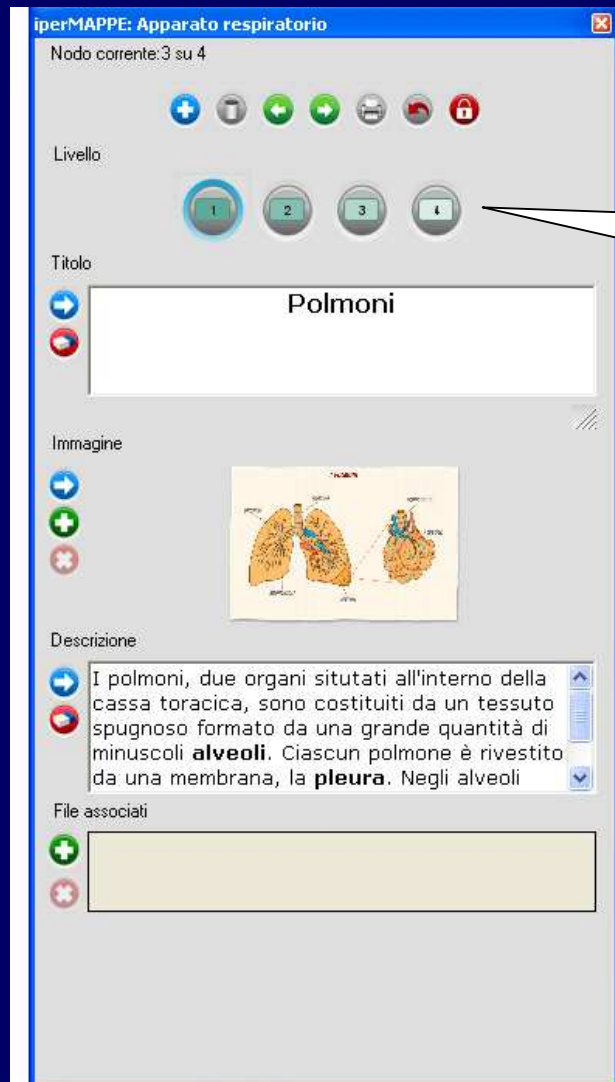 iperMAPPE: Apparato respiratorio
Nodo corrente:3 su 4
Livello
1 2 3 4
Titolo
Polmoni
Immagine
Descrizione
I polmoni, due organi situtati all'interno della
cassa toracica, sono costituiti da un tessuto
spugnoso formato da una grande quantità di
minuscoli alveoli. Ciascun polmone è rivestito
da una membrana, la pleura. Negli alveoli
File associati